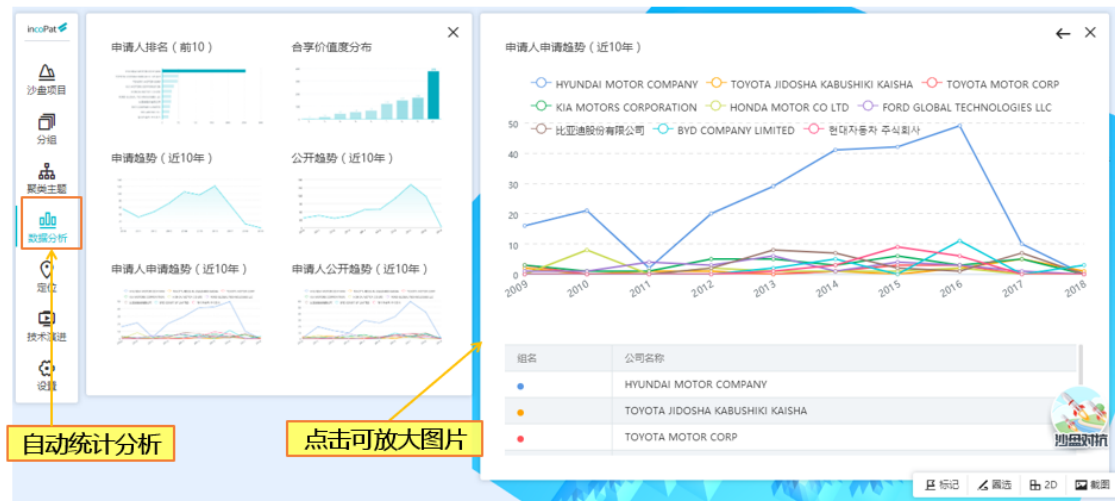 incoPat
沙盘项目
分组
聚类主题
数据分析
定位
技术演进
设置
申请人排名（前10）
合享价值度分布
申请趋势（近10年）
公开趋势（近10年）
申请人申请趋势（近10年）
申请人公开趋势（近10年）
申请人申请趋势（近10年）
HYUNDAI MOTOR COMPANY
TOYOTA JIDOSHA KABUSHIKI KAISHA
TOYOTA MOTOR CORP
KIA MOTORS CORPORATION
HONDA MOTOR CO LTD
FORD GLOBAL TECHNOLOGIES LLC
比亚迪股份有限公司
BYD COMPANY LIMITED
현대자동차 주식회사
50
40
30
20
10
0
2009
2010
2011
2012
2013
2014
2015
2016
2017
2018
组名
公司名称
HYUNDAI MOTOR COMPANY
TOYOTA JIDOSHA KABUSHIKI KAISHA
TOYOTA MOTOR CORP
沙盘对抗
标记
圈选
2D
截图
自动统计分析
点击可放大图片